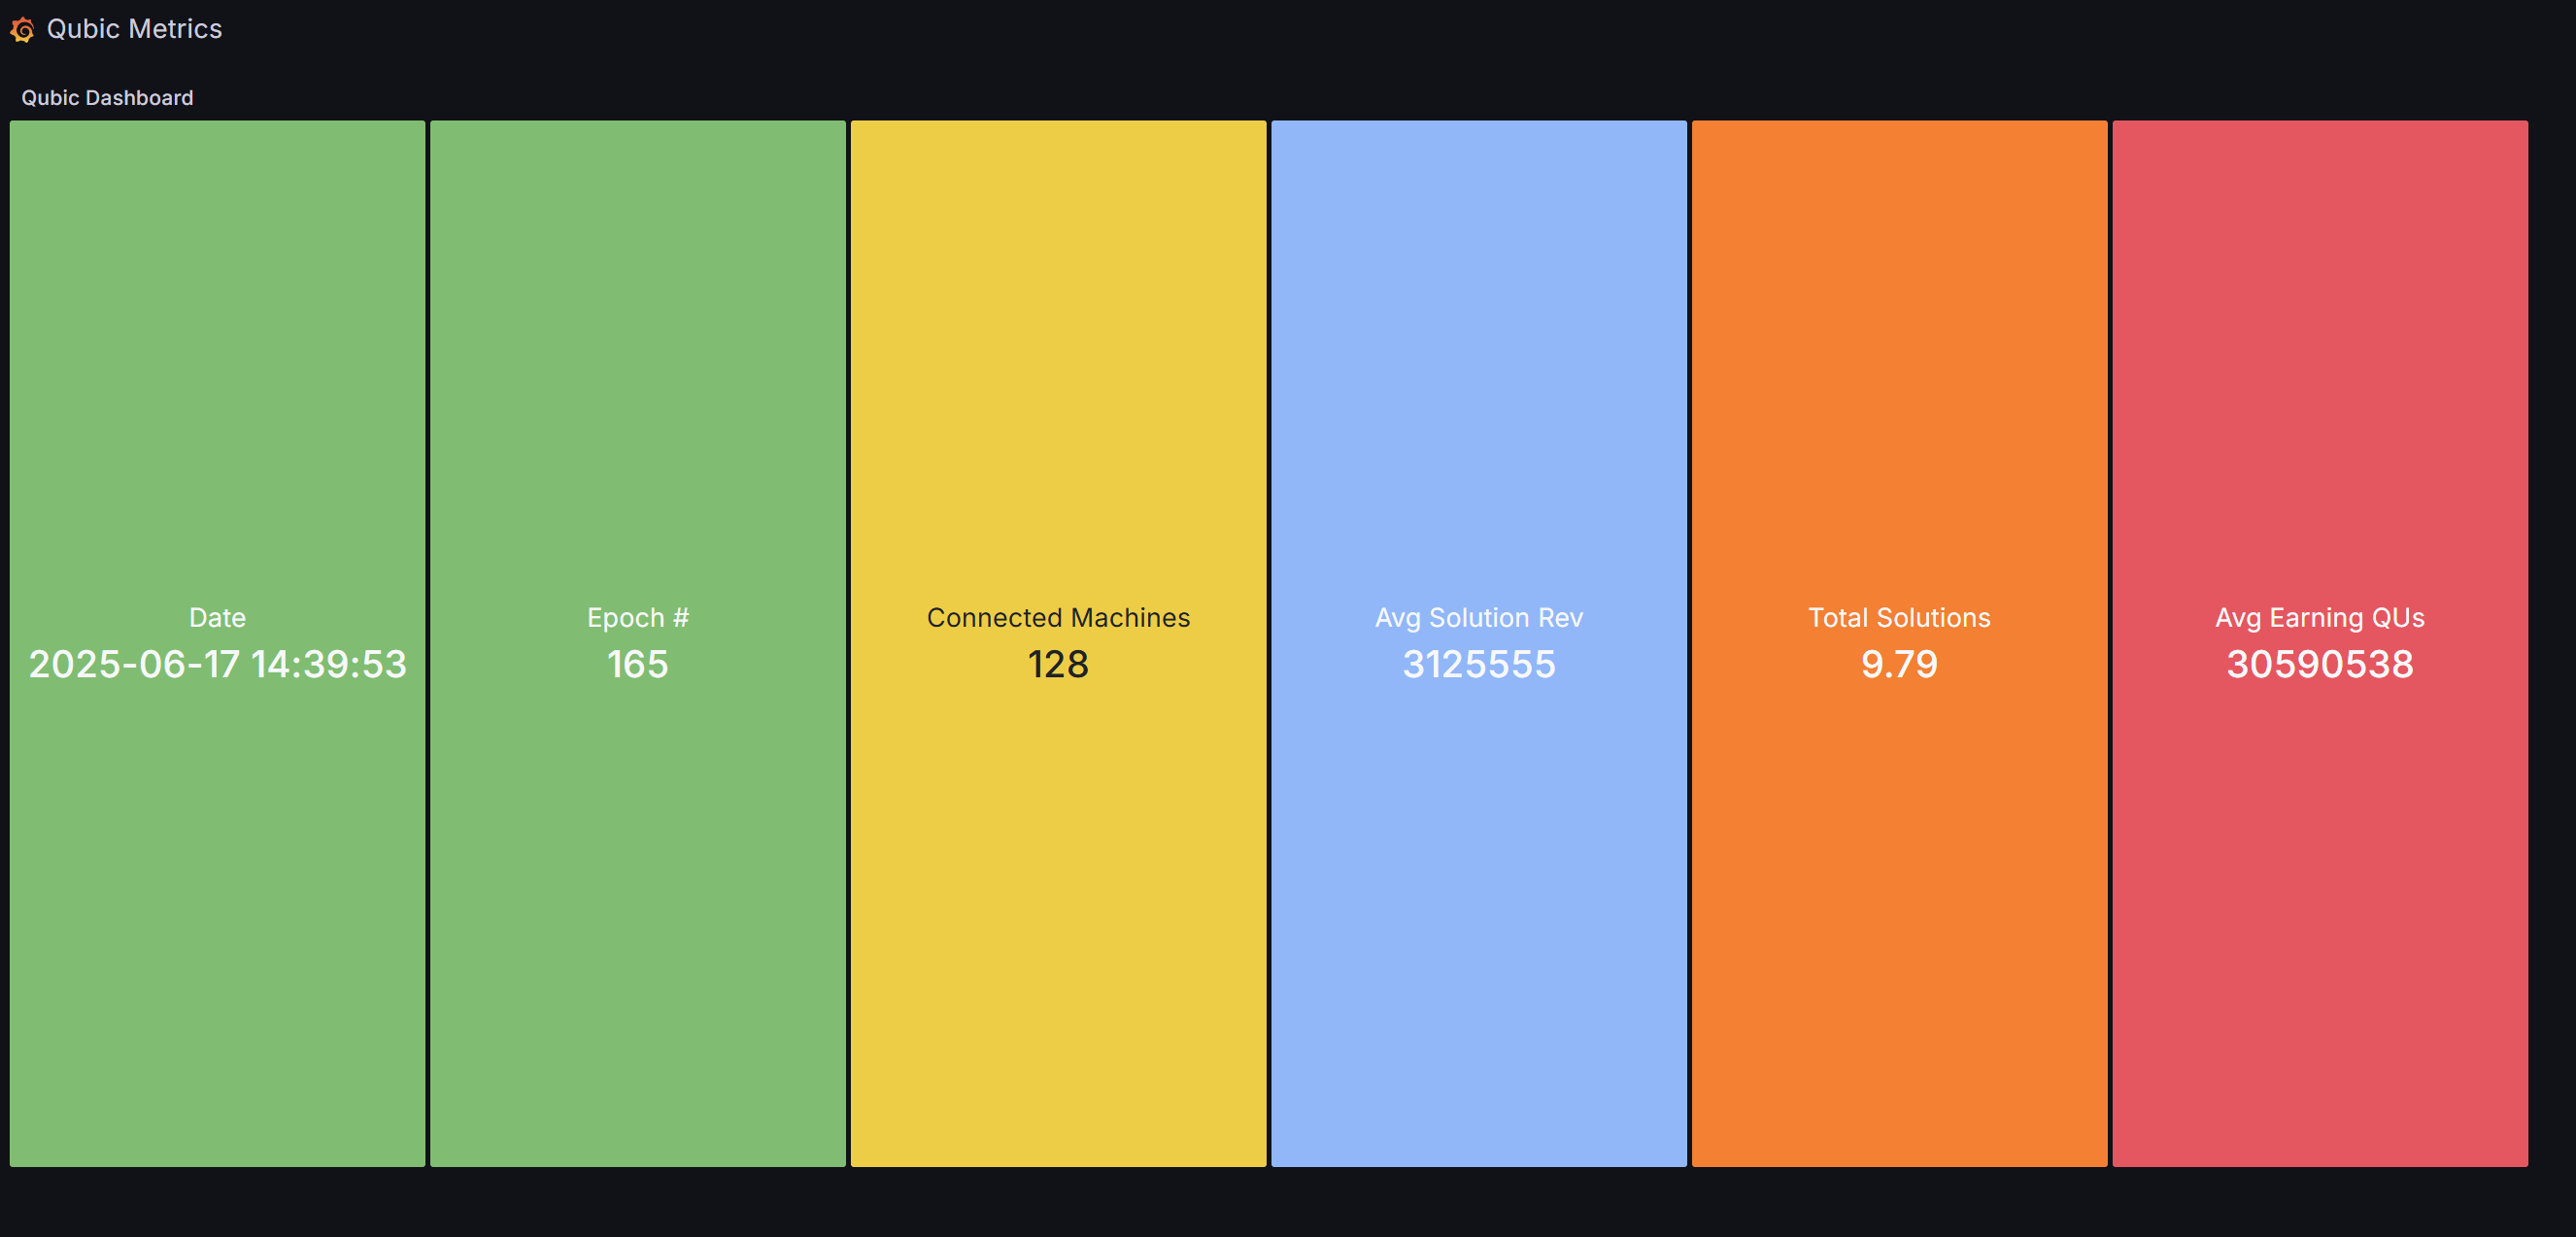 Qubic Metrics
Qubic Dashboard
Date
2025-06-17 14:39:53
Epoch #
165
Connected Machines
128
Avg Solution Rev
3125555
Total Solutions
9.79
Avg Earning QUs
30590538